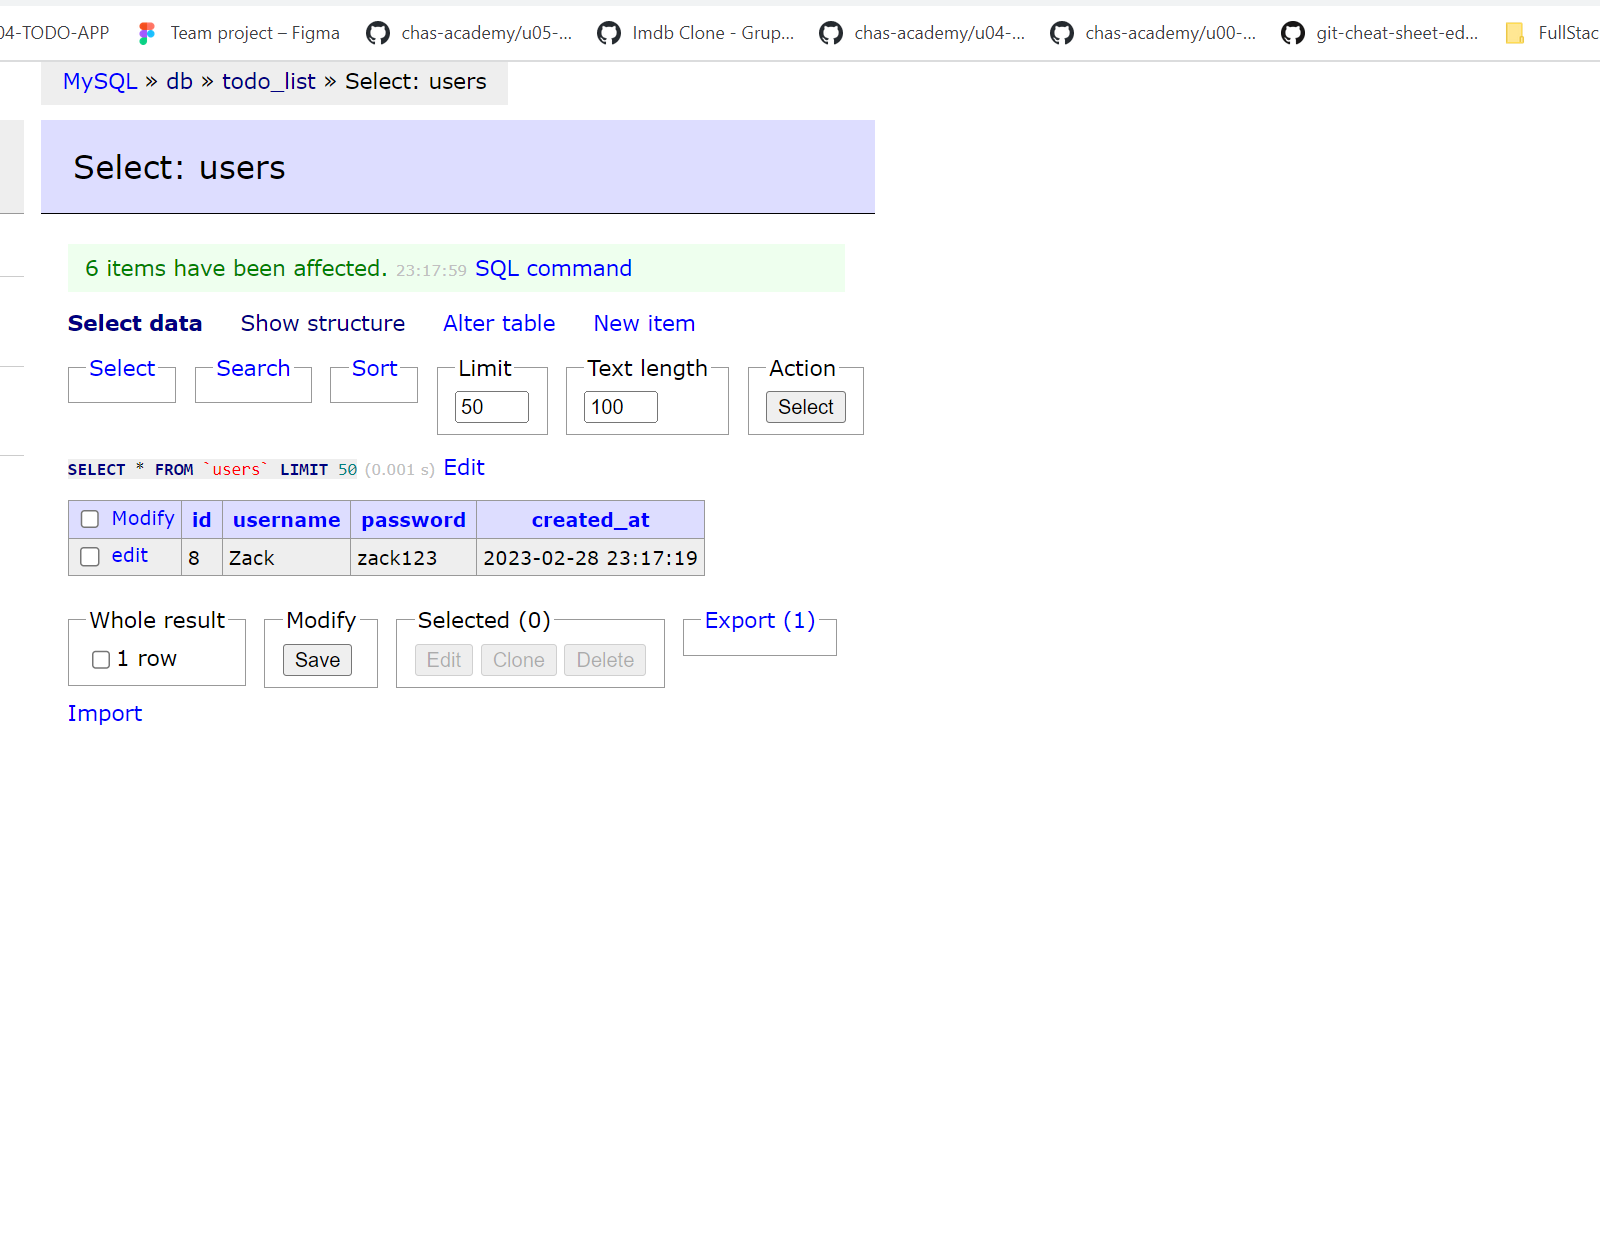 04-TODO-APP Team project – Figma chas-academy/u05-... Imdb Clone - Grup... chas-academy/u04-... chas-academy/u00-... git-cheat-sheet-ed... FullStac
MySQL » db » todo_list » Select: users
Select: users
6 items have been affected. 23:17:59 SQL command
Select data Show structure Alter table New item
Select Search Sort Limit Text length Action
50 100 Select
SELECT * FROM `users` LIMIT 50 (0.001 s) Edit
Modify id username password created_at
edit 8 Zack zack123 2023-02-28 23:17:19
Whole result Modify Selected (0) Export (1)
1 row Save Edit Clone Delete
Import